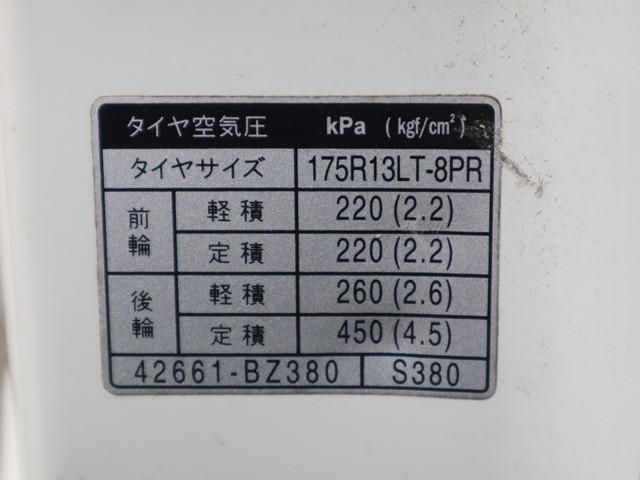 タイヤ空気圧 kPa (kgf/cm²)
タイヤサイズ 175R13LT-8PR
前輪 軽積 220 (2.2)
定積 220 (2.2)
後輪 軽積 260 (2.6)
定積 450 (4.5)
42661-BZ380 S380